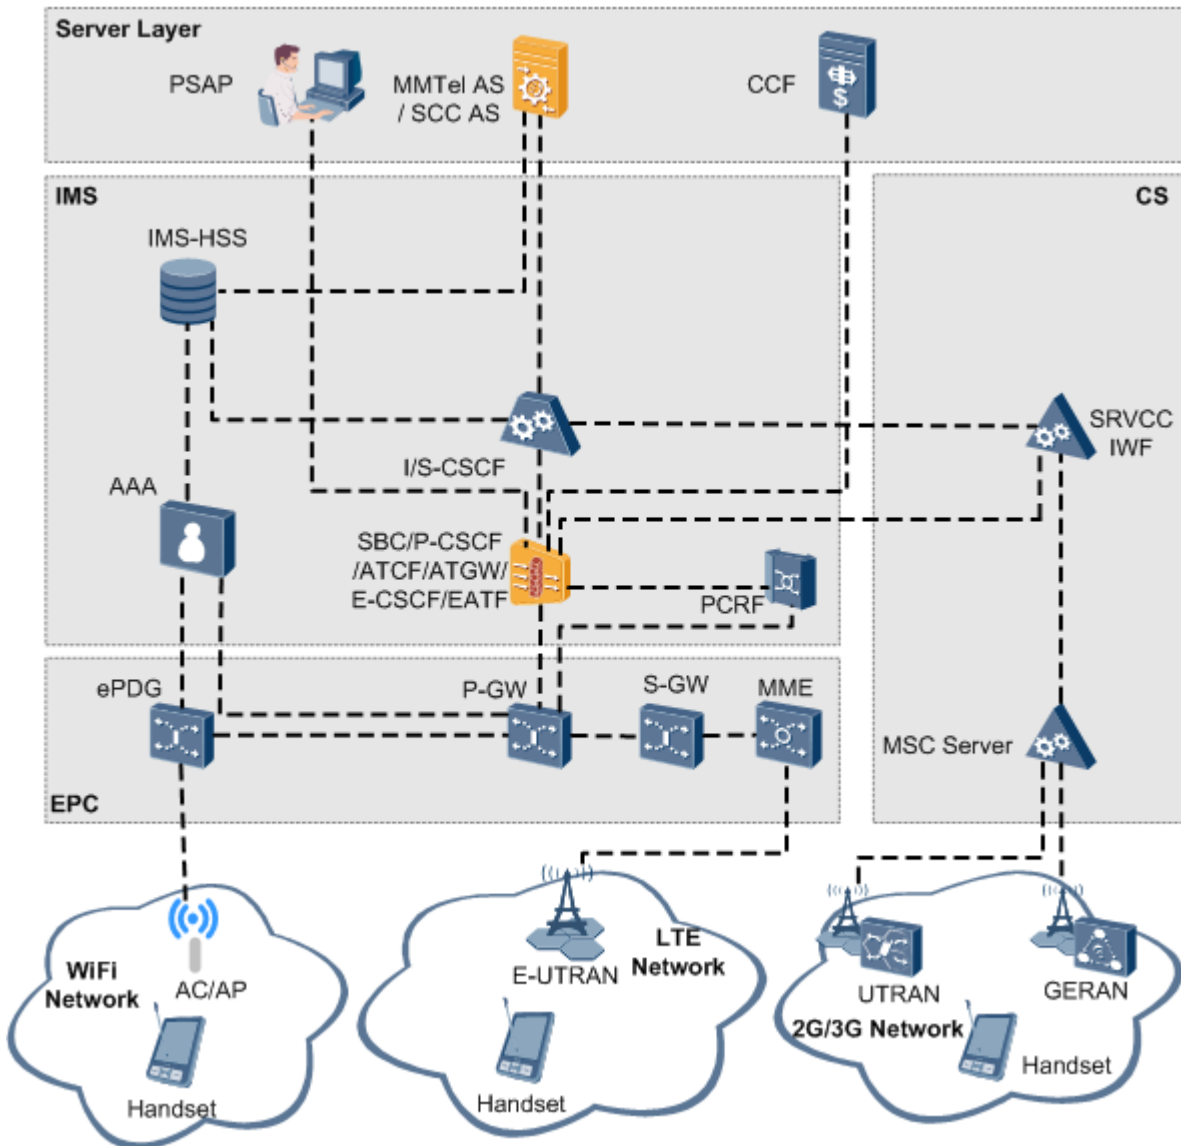 Server Layer
PSAP
MMTel AS
/ SCC AS
CCF
IMS
CS
IMS-HSS
SRVCC
IWF
I/S-CSCF
AAA
SBC/P-CSCF
/ATCF/ATGW/
E-CSCF/EATF
PCRF
ePDG
P-GW
S-GW
MME
MSC Server
EPC
WiFi
Network
AC/AP
Handset
LTE
Network
E-UTRAN
Handset
UTRAN
GERAN
2G/3G Network
Handset